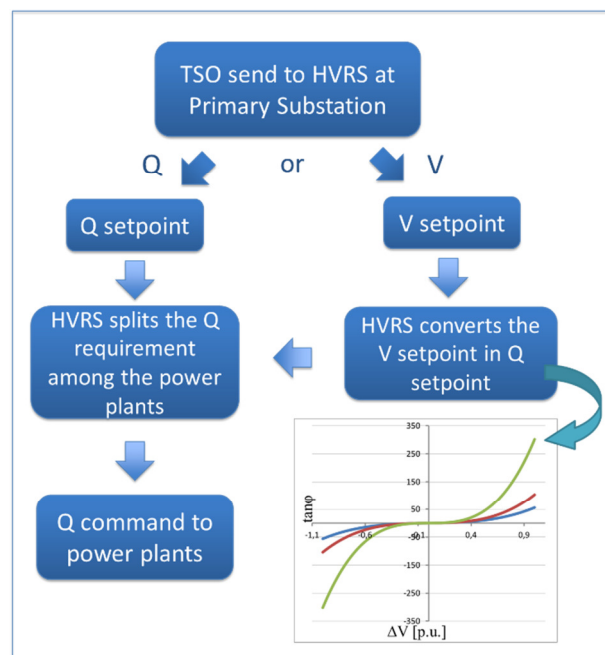 TSO send to HVRS at
Primary Substation
Q or V
Q setpoint
V setpoint
HVRS splits the Q
requirement
among the power
plants
HVRS converts the
V setpoint in Q
setpoint
Q command to
power plants
350
250
150
50
-50
-150
-250
-350
-1,1 -0,6 -0,1 0,4 0,9
tanφ
ΔV [p.u.]